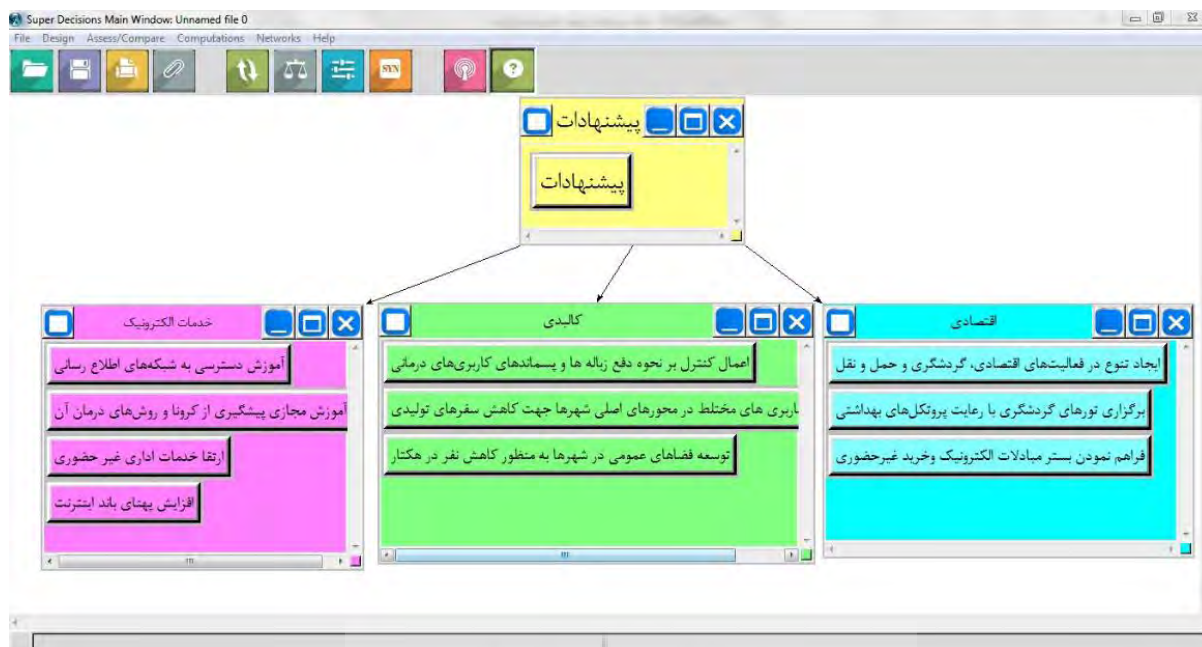 Super Decisions Main Window: Unnamed file 0
File Design Assess/Compare Computations Networks Help
SYN
پیشنهادات
پیشنهادات
خدمات الکترونیک
آموزش دسترسی به شبکه‌های اطلاع رسانی
آموزش مجازی پیشگیری از کرونا و روش‌های درمان آن
ارتقا خدمات اداری غیر حضوری
افزایش پهنای باند اینترنت
کالبدی
اعمال کنترل بر نحوه دفع زباله ها و پسماندهای کاربری‌های درمانی
اربری های مختلط در محورهای اصلی شهرها جهت کاهش سفرهای تولیدی
توسعه فضاهای عمومی در شهرها به منظور کاهش نفر در هکتار
اقتصادی
ایجاد تنوع در فعالیت‌های اقتصادی، گردشگری و حمل و نقل
برگزاری تورهای گردشگری با رعایت پروتکل‌های بهداشتی
فراهم نمودن بستر مبادلات الکترونیک وخرید غیرحضوری